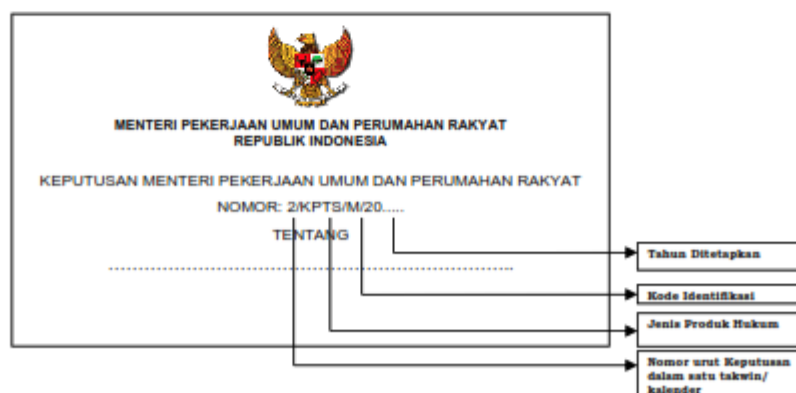 MENTERI PEKERJAAN UMUM DAN PERUMAHAN RAKYAT
REPUBLIK INDONESIA
KEPUTUSAN MENTERI PEKERJAAN UMUM DAN PERUMAHAN RAKYAT
NOMOR: 2/KPTS/M/20.....
TENTANG
......................................................................................
Tahun Ditetapkan
Kode Identifikasi
Jenis Produk Hukum
Nomor urut Keputusan
dalam satu takwin/
kalender